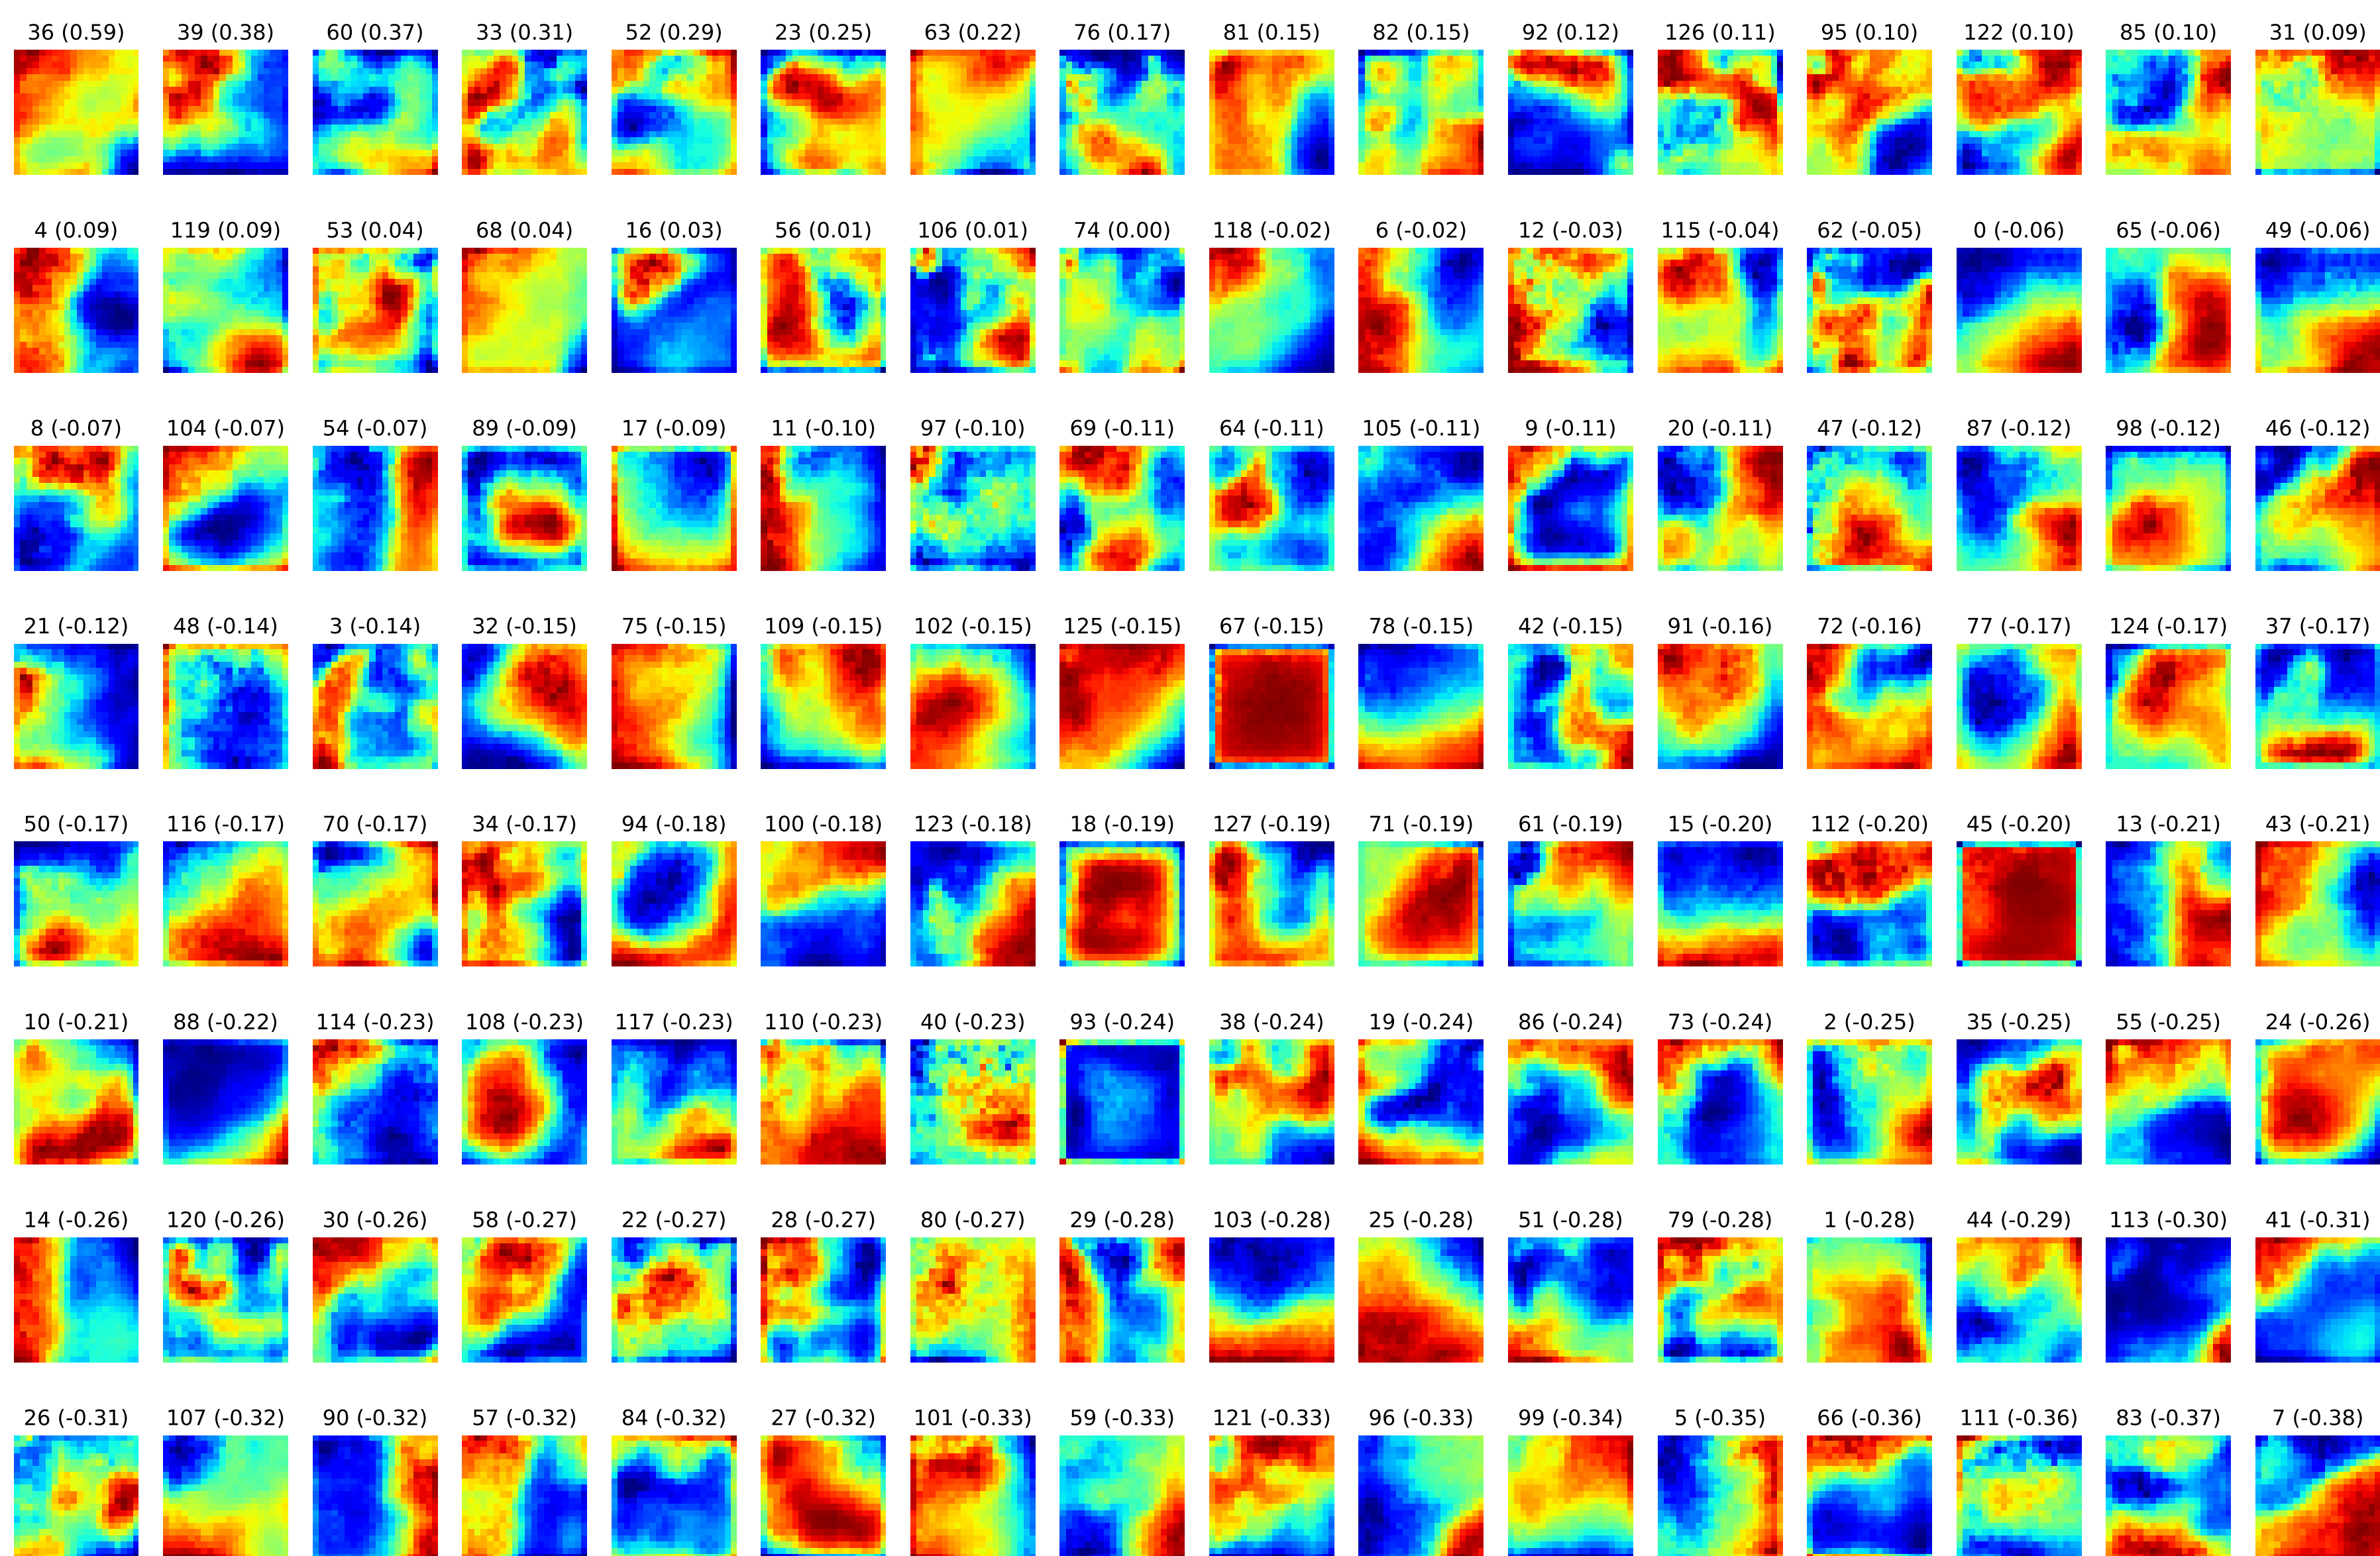 36 (0.59) 39 (0.38) 60 (0.37) 33 (0.31) 52 (0.29) 23 (0.25) 63 (0.22) 76 (0.17) 81 (0.15) 82 (0.15) 92 (0.12) 126 (0.11) 95 (0.10) 122 (0.10) 85 (0.10) 31 (0.09)
4 (0.09) 119 (0.09) 53 (0.04) 68 (0.04) 16 (0.03) 56 (0.01) 106 (0.01) 74 (0.00) 118 (-0.02) 6 (-0.02) 12 (-0.03) 115 (-0.04) 62 (-0.05) 0 (-0.06) 65 (-0.06) 49 (-0.06)
8 (-0.07) 104 (-0.07) 54 (-0.07) 89 (-0.09) 17 (-0.09) 11 (-0.10) 97 (-0.10) 69 (-0.11) 64 (-0.11) 105 (-0.11) 9 (-0.11) 20 (-0.11) 47 (-0.12) 87 (-0.12) 98 (-0.12) 46 (-0.12)
21 (-0.12) 48 (-0.14) 3 (-0.14) 32 (-0.15) 75 (-0.15) 109 (-0.15) 102 (-0.15) 125 (-0.15) 67 (-0.15) 78 (-0.15) 42 (-0.15) 91 (-0.16) 72 (-0.16) 77 (-0.17) 124 (-0.17) 37 (-0.17)
50 (-0.17) 116 (-0.17) 70 (-0.17) 34 (-0.17) 94 (-0.18) 100 (-0.18) 123 (-0.18) 18 (-0.19) 127 (-0.19) 71 (-0.19) 61 (-0.19) 15 (-0.20) 112 (-0.20) 45 (-0.20) 13 (-0.21) 43 (-0.21)
10 (-0.21) 88 (-0.22) 114 (-0.23) 108 (-0.23) 117 (-0.23) 110 (-0.23) 40 (-0.23) 93 (-0.24) 38 (-0.24) 19 (-0.24) 86 (-0.24) 73 (-0.24) 2 (-0.25) 35 (-0.25) 55 (-0.25) 24 (-0.26)
14 (-0.26) 120 (-0.26) 30 (-0.26) 58 (-0.27) 22 (-0.27) 28 (-0.27) 80 (-0.27) 29 (-0.28) 103 (-0.28) 25 (-0.28) 51 (-0.28) 79 (-0.28) 1 (-0.28) 44 (-0.29) 113 (-0.30) 41 (-0.31)
26 (-0.31) 107 (-0.32) 90 (-0.32) 57 (-0.32) 84 (-0.32) 27 (-0.32) 101 (-0.33) 59 (-0.33) 121 (-0.33) 96 (-0.33) 99 (-0.34) 5 (-0.35) 66 (-0.36) 111 (-0.36) 83 (-0.37) 7 (-0.38)